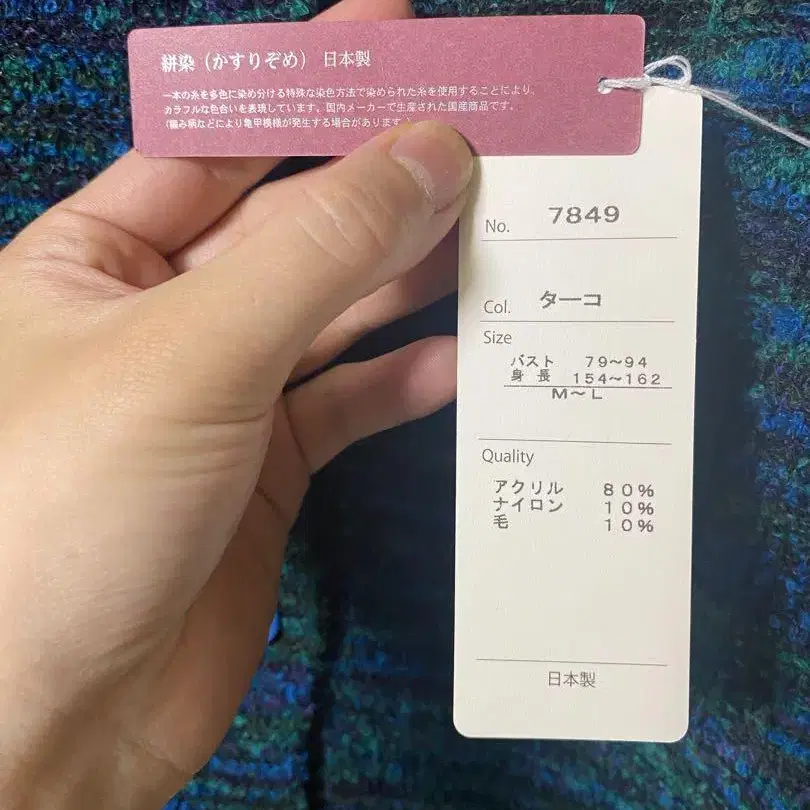 絣染（かすりぞめ） 日本製
一本の糸を多色に染め分ける特殊な染色方法で染められた糸を使用することにより、
カラフルな色合いを表現しています。国内メーカーで生産された国産商品です。
（編み柄などにより亀甲模様が発生する場合があります。）
No. 7849
Col. ターコ
Size
バスト 79～94
身長 154～162
M～L
Quality
アクリル 80%
ナイロン 10%
毛 10%
日本製